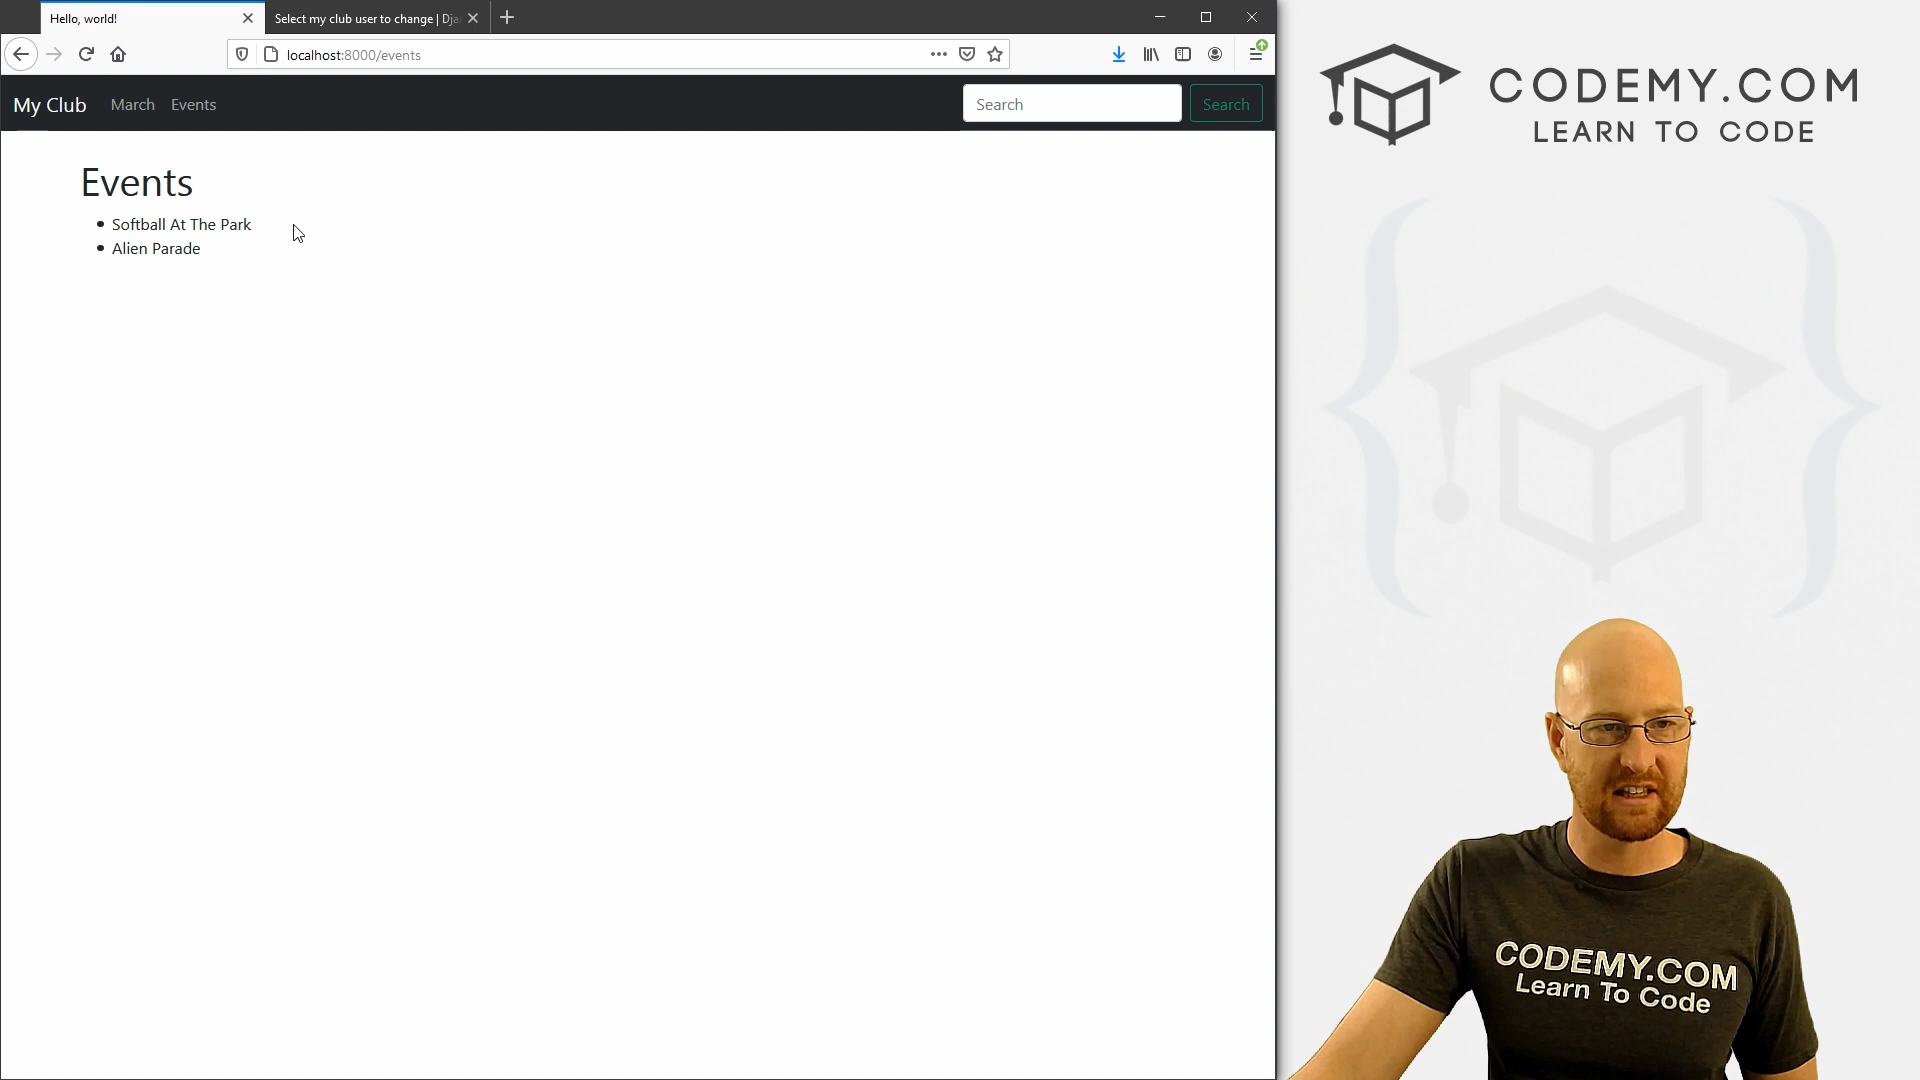 Hello, world!
Select my club user to change | Dja
localhost:8000/events
My Club
March
Events
Search
Search
Events
Softball At The Park
Alien Parade
CODEMY.COM
LEARN TO CODE
CODEMY.COM
Learn To Code